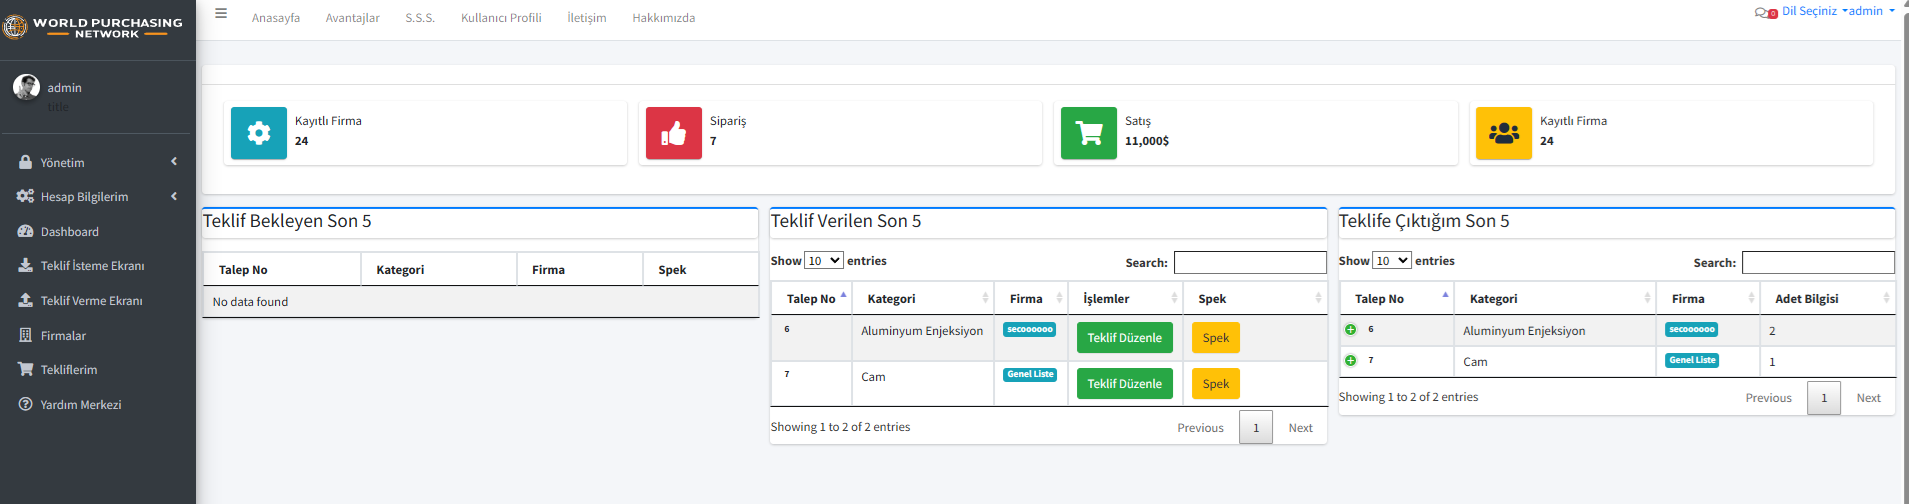 WORLD PURCHASING
NETWORK
Anasayfa Avantajlar S.S.S. Kullanıcı Profili İletişim Hakkımızda
0 Dil Seçiniz admin
admin
title
Yönetim
Hesap Bilgilerim
Dashboard
Teklif İsteme Ekranı
Teklif Verme Ekranı
Firmalar
Tekliflerim
Yardım Merkezi
Kayıtlı Firma
24
Sipariş
7
Satış
11,000$
Kayıtlı Firma
24
Teklif Bekleyen Son 5
Talep No Kategori Firma Spek
No data found
Teklif Verilen Son 5
Show 10 entries Search:
Talep No Kategori Firma İşlemler Spek
6 Aluminyum Enjeksiyon secoooooo Teklif Düzenle Spek
7 Cam Genel Liste Teklif Düzenle Spek
Showing 1 to 2 of 2 entries Previous 1 Next
Teklife Çıktığım Son 5
Show 10 entries Search:
Talep No Kategori Firma Adet Bilgisi
6 Aluminyum Enjeksiyon secoooooo 2
7 Cam Genel Liste 1
Showing 1 to 2 of 2 entries Previous 1 Next